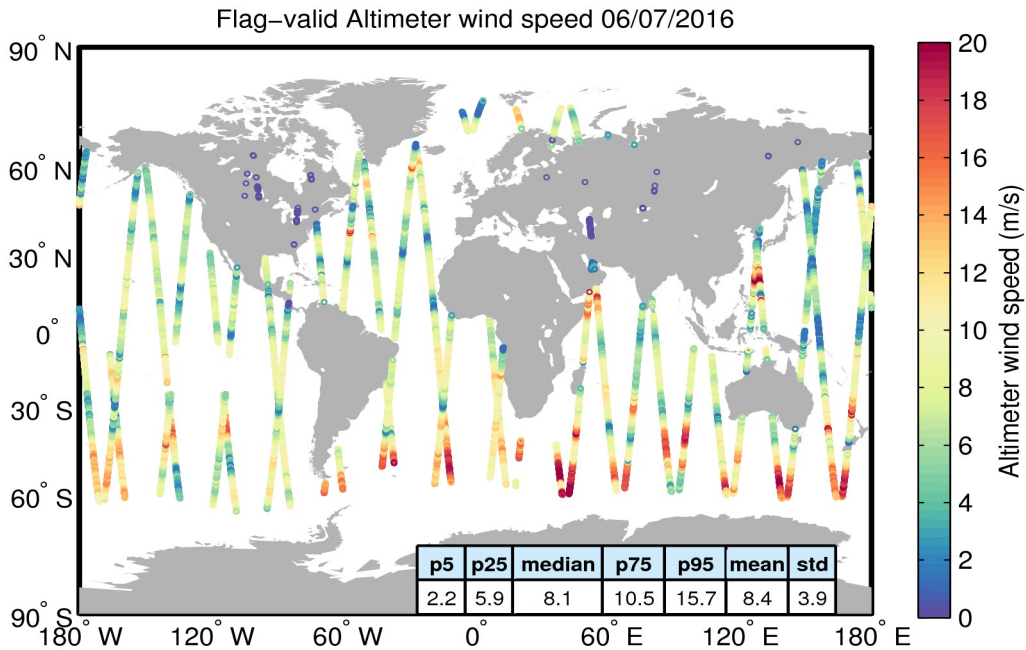 Flag-valid Altimeter wind speed 06/07/2016
90° N
60° N
30° N
0°
30° S
60° S
90° S
180° W
120° W
60° W
0°
60° E
120° E
180° E
20
18
16
14
12
10
8
6
4
2
0
Altimeter wind speed (m/s)
p5 p25 median p75 p95 mean std
2.2 5.9 8.1 10.5 15.7 8.4 3.9